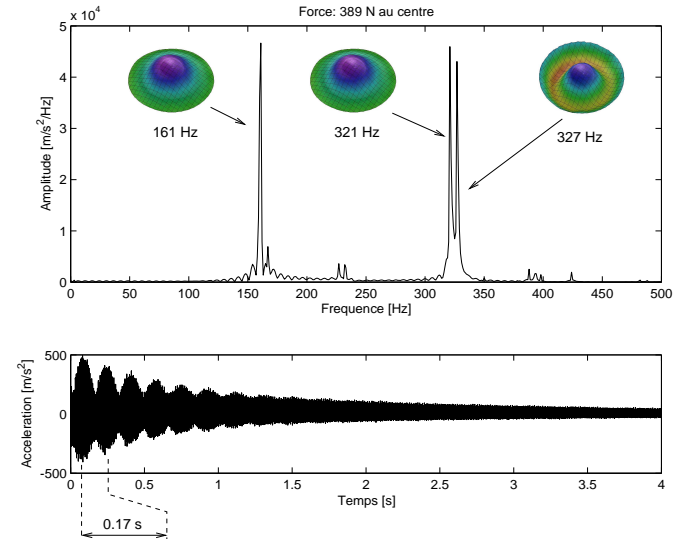 Force: 389 N au centre
x 10^4
5
4
3
2
1
0
Amplitude [m/s^2/Hz]
161 Hz
321 Hz
327 Hz
0 50 100 150 200 250 300 350 400 450 500
Frequence [Hz]
500
0
-500
Acceleration [m/s^2]
0 0.5 1 1.5 2 2.5 3 3.5 4
Temps [s]
0.17 s